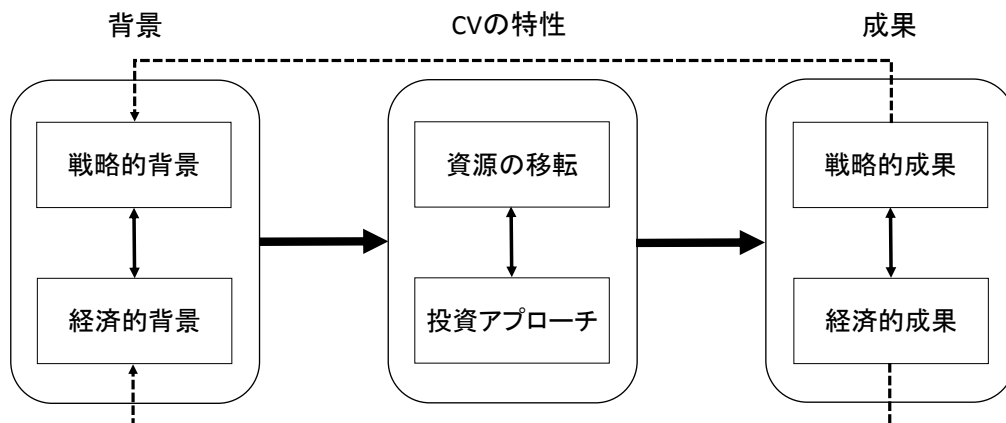 背景
CVの特性
成果
戦略的背景
資源の移転
戦略的成果
経済的背景
投資アプローチ
経済的成果